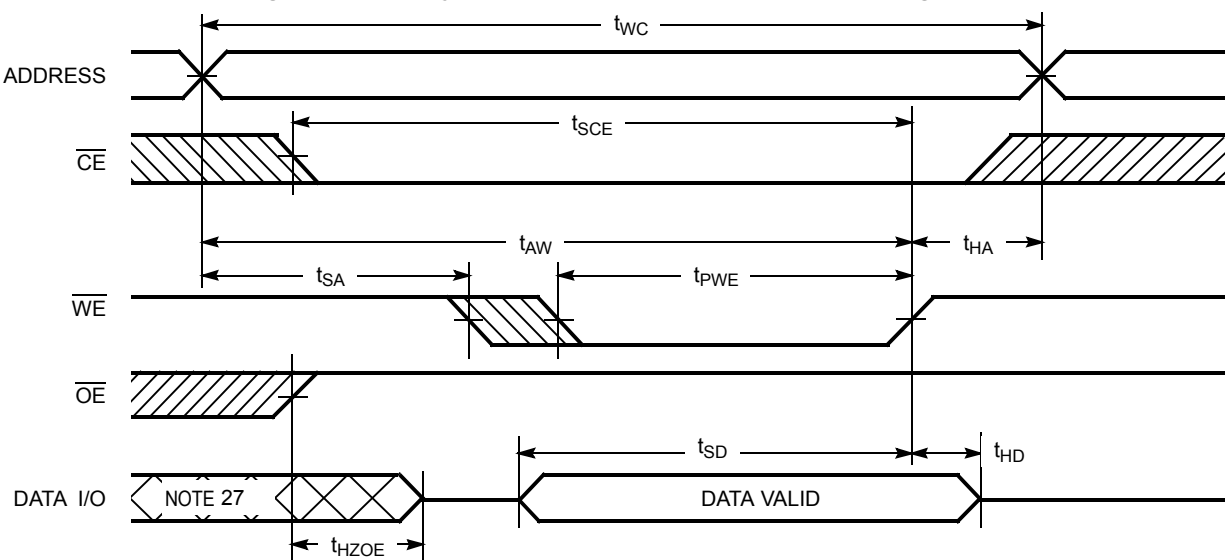 tWC
ADDRESS
tSCE
CE
tAW
tHA
tSA
tPWE
WE
OE
tSD
tHD
DATA I/O
NOTE 27
DATA VALID
tHZOE